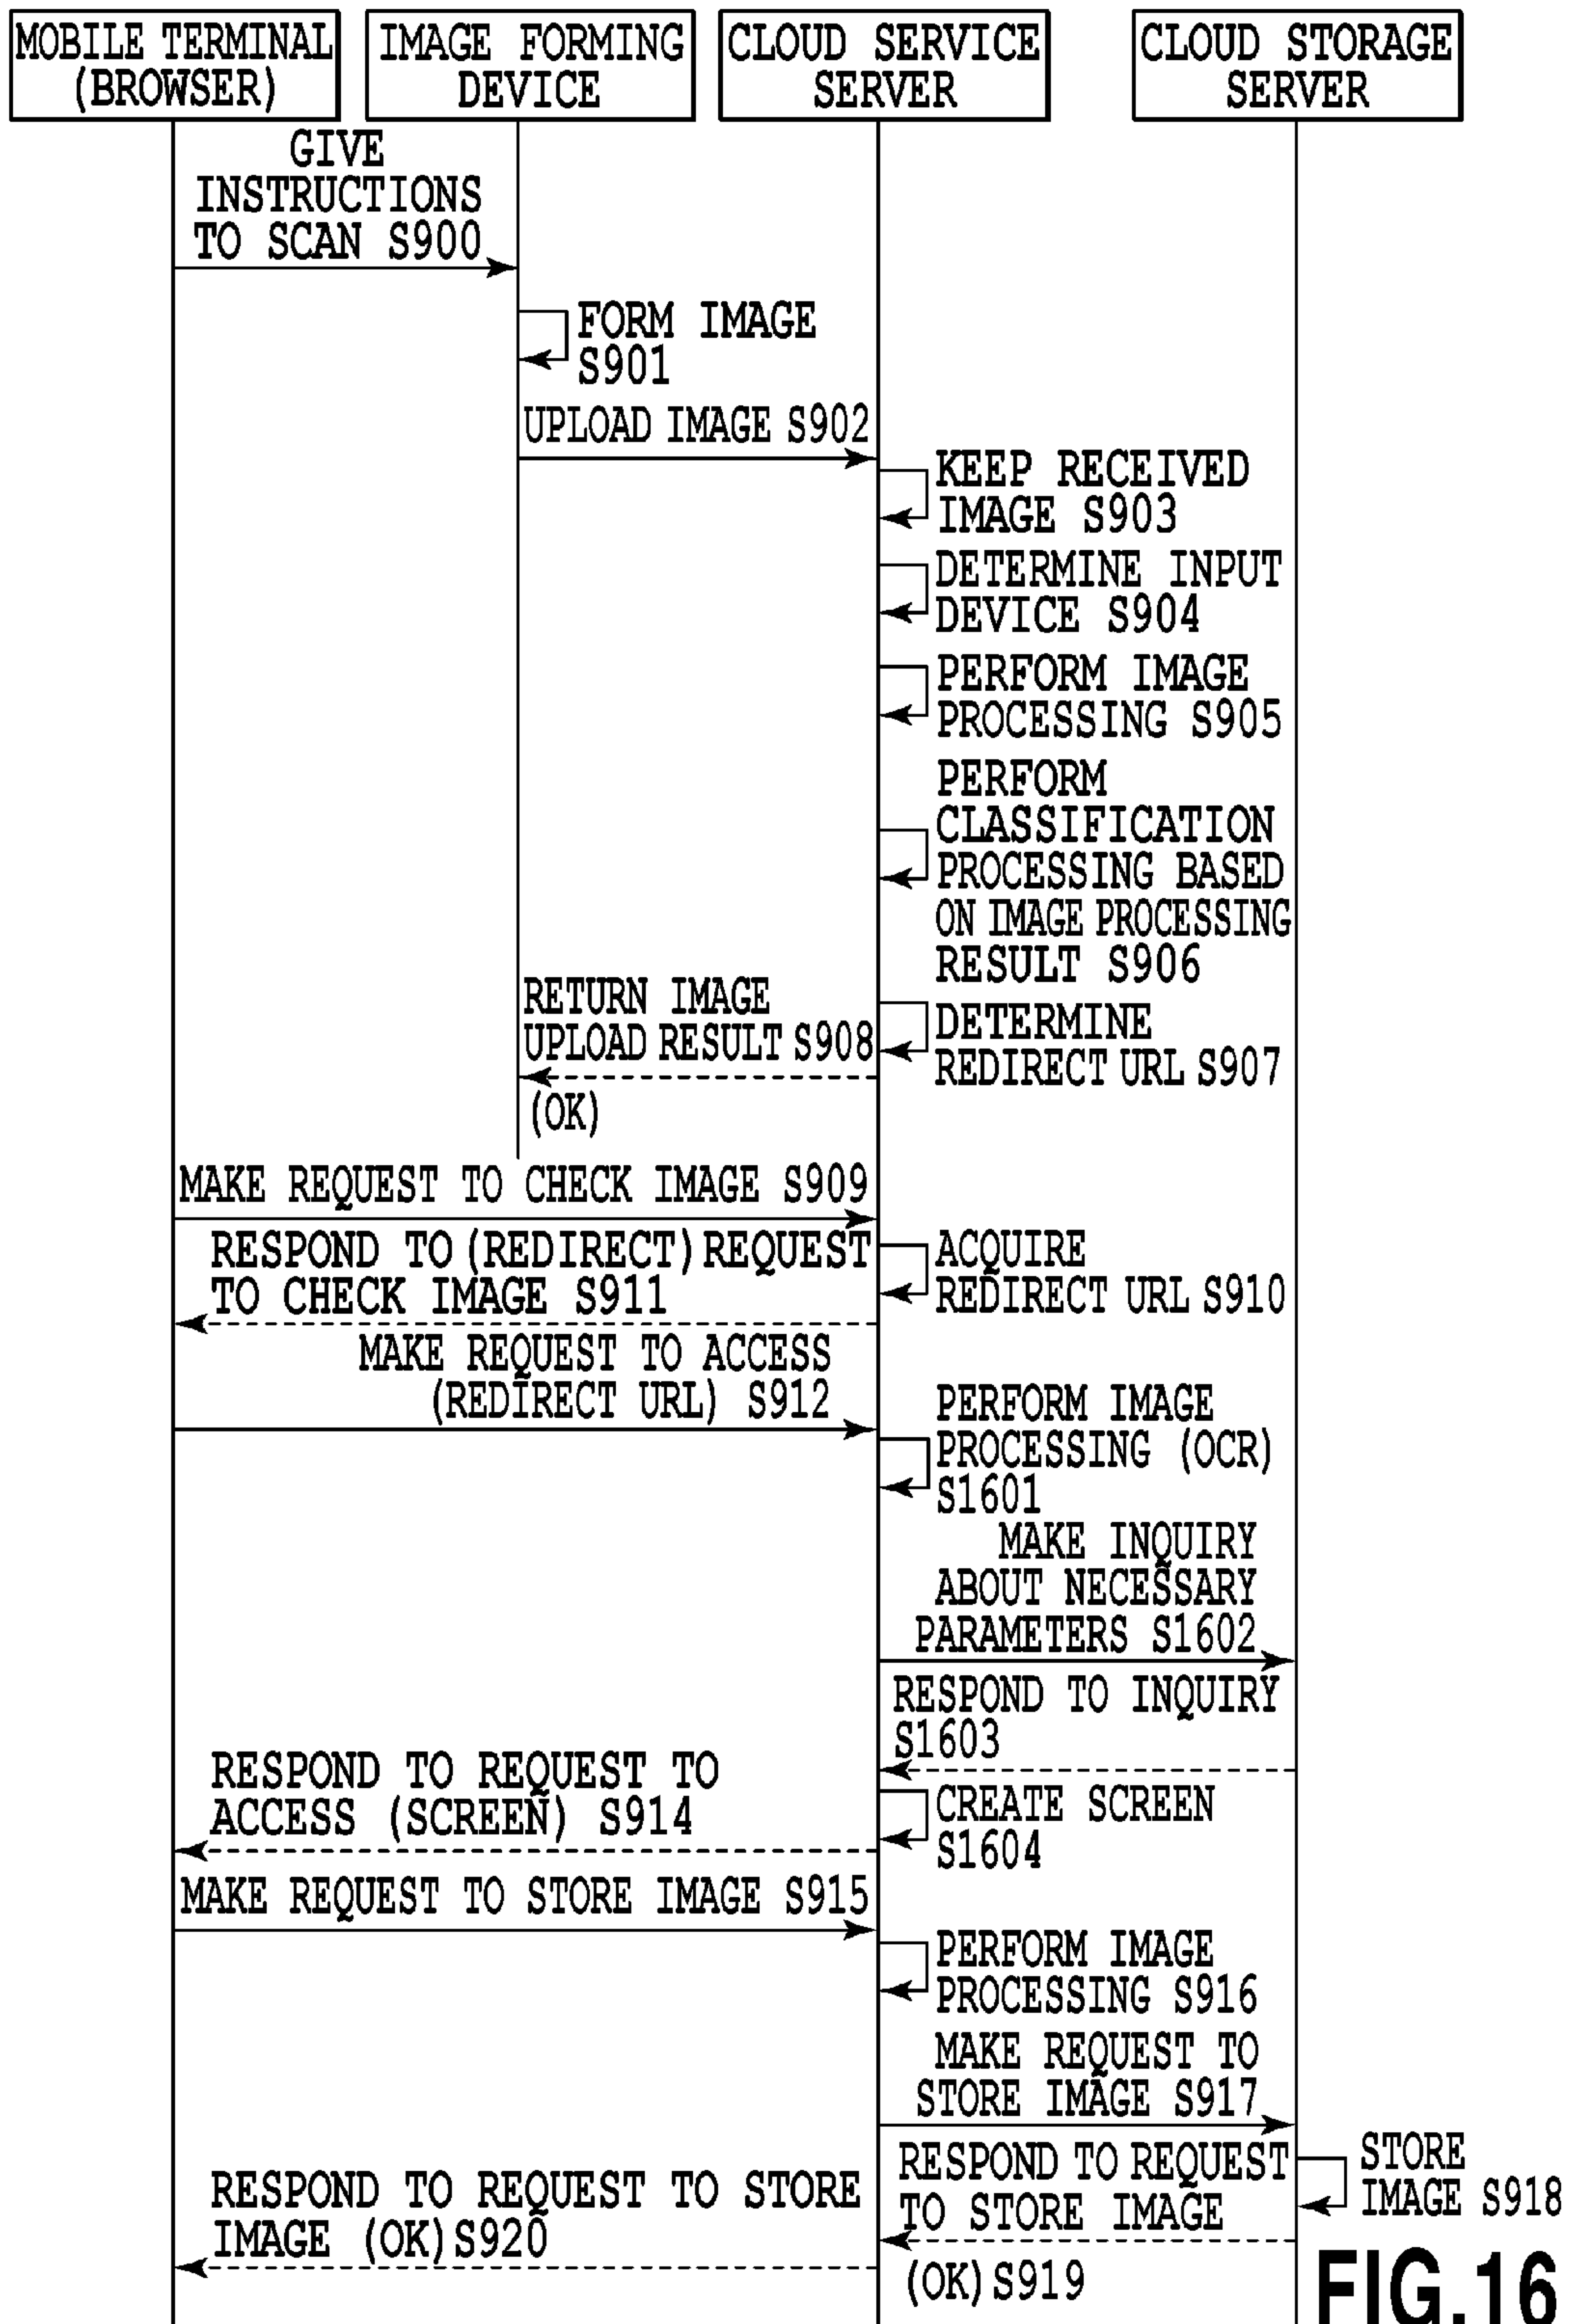 MOBILE TERMINAL
(BROWSER)
IMAGE FORMING
DEVICE
CLOUD SERVICE
SERVER
CLOUD STORAGE
SERVER
GIVE
INSTRUCTIONS
TO SCAN S900
FORM IMAGE
S901
UPLOAD IMAGE S902
KEEP RECEIVED
IMAGE S903
DETERMINE INPUT
DEVICE S904
PERFORM IMAGE
PROCESSING S905
PERFORM
CLASSIFICATION
PROCESSING BASED
ON IMAGE PROCESSING
RESULT S906
DETERMINE
REDIRECT URL S907
RETURN IMAGE
UPLOAD RESULT S908
(OK)
MAKE REQUEST TO CHECK IMAGE S909
ACQUIRE
REDIRECT URL S910
RESPOND TO (REDIRECT) REQUEST
TO CHECK IMAGE S911
MAKE REQUEST TO ACCESS
(REDIRECT URL) S912
PERFORM IMAGE
PROCESSING (OCR)
S1601
MAKE INQUIRY
ABOUT NECESSARY
PARAMETERS S1602
RESPOND TO INQUIRY
S1603
CREATE SCREEN
S1604
RESPOND TO REQUEST TO
ACCESS (SCREEN) S914
MAKE REQUEST TO STORE IMAGE S915
PERFORM IMAGE
PROCESSING S916
MAKE REQUEST TO
STORE IMAGE S917
STORE
IMAGE S918
RESPOND TO REQUEST
TO STORE IMAGE
(OK) S919
RESPOND TO REQUEST TO STORE
IMAGE (OK) S920
FIG.16